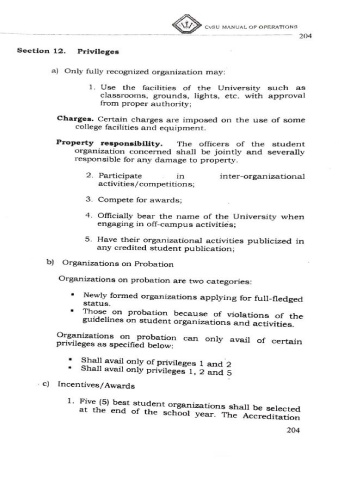 CvSU MANUAL OF OPERATIONS
204
Section 12. Privileges
a) Only fully recognized organization may:
1. Use the facilities of the University such as
classrooms, grounds, lights, etc. with approval
from proper authority;
Charges. Certain charges are imposed on the use of some
college facilities and equipment.
Property responsibility. The officers of the student
organization concerned shall be jointly and severally
responsible for any damage to property.
2. Participate in inter-organizational
activities/competitions;
3. Compete for awards;
4. Officially bear the name of the University when
engaging in off-campus activities;
5. Have their organizational activities publicized in
any credited student publication;
b) Organizations on Probation
Organizations on probation are two categories:
* Newly formed organizations applying for full-fledged
status.
* Those on probation because of violations of the
guidelines on student organizations and activities.
Organizations on probation can only avail of certain
privileges as specified below:
* Shall avail only of privileges 1 and 2
* Shall avail only privileges 1, 2 and 5
c) Incentives/Awards
1. Five (5) best student organizations shall be selected
at the end of the school year. The Accreditation
204